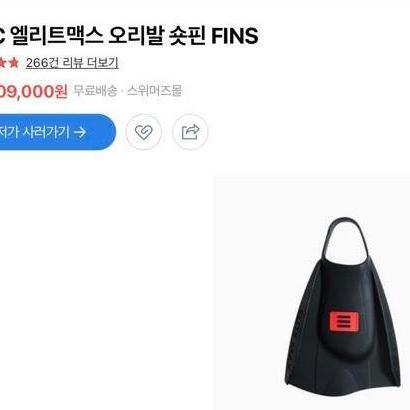 C 엘리트맥스 오리발 숏핀 FINS
266건 리뷰 더보기
09,000원 무료배송 · 스위머즈몰
저가 사러가기 →